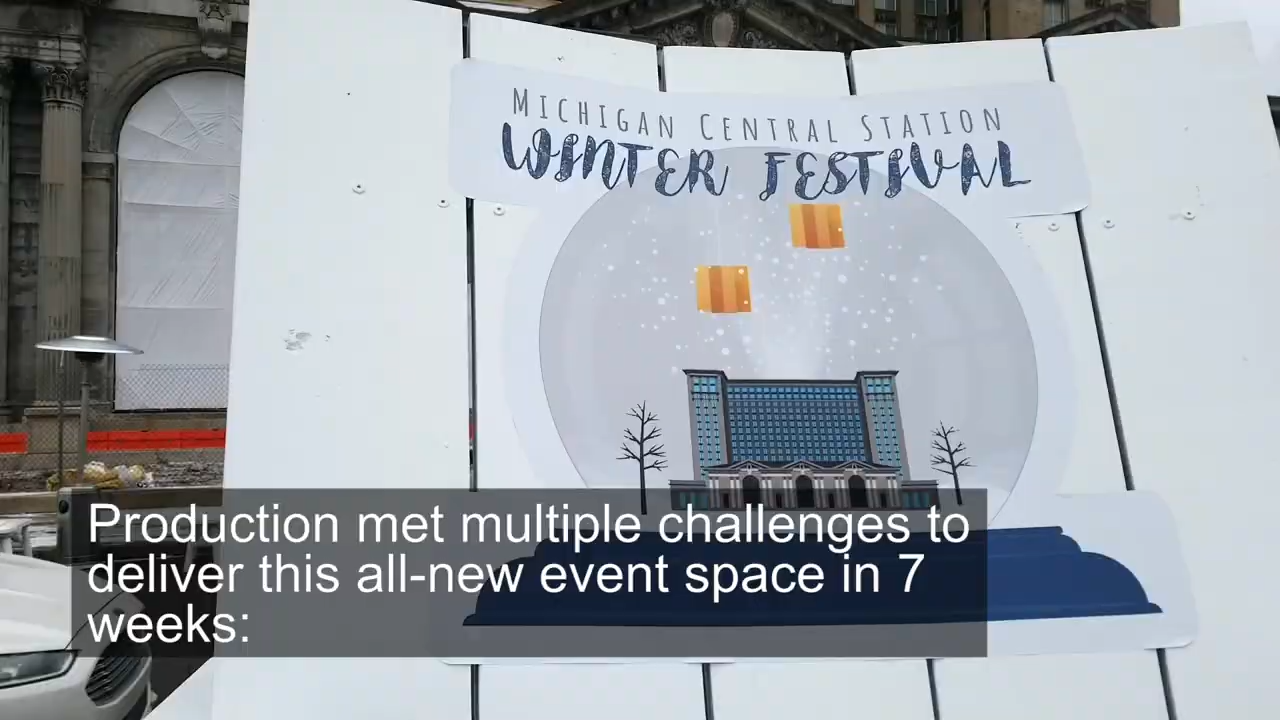 Michigan Central Station
Winter Festival
Production met multiple challenges to
deliver this all-new event space in 7
weeks: